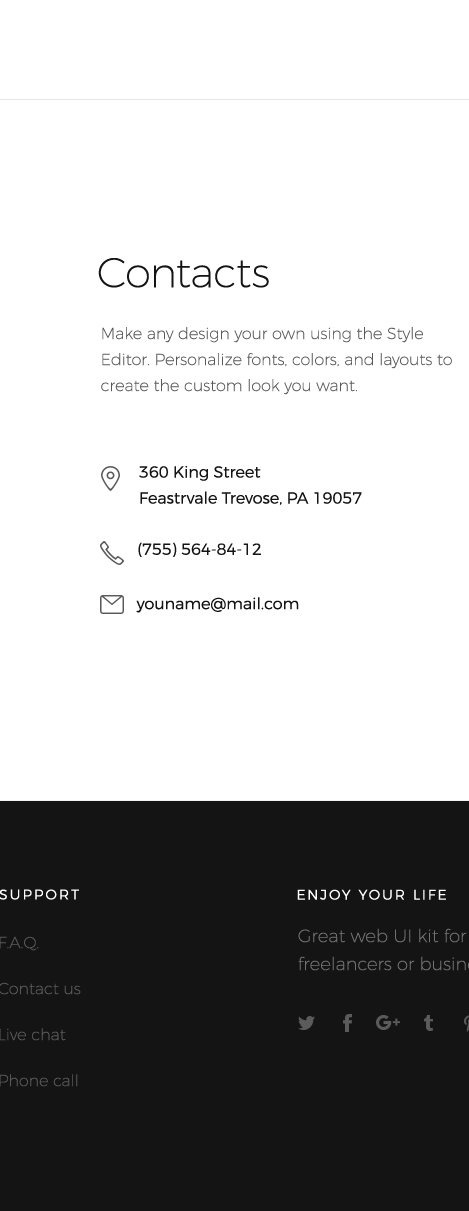 Contacts
Make any design your own using the Style
Editor. Personalize fonts, colors, and layouts to
create the custom look you want.
360 King Street
Feastrvale Trevose, PA 19057
(755) 564-84-12
youname@mail.com
SUPPORT
F.A.Q.
Contact us
Live chat
Phone call
ENJOY YOUR LIFE
Great web UI kit for
freelancers or